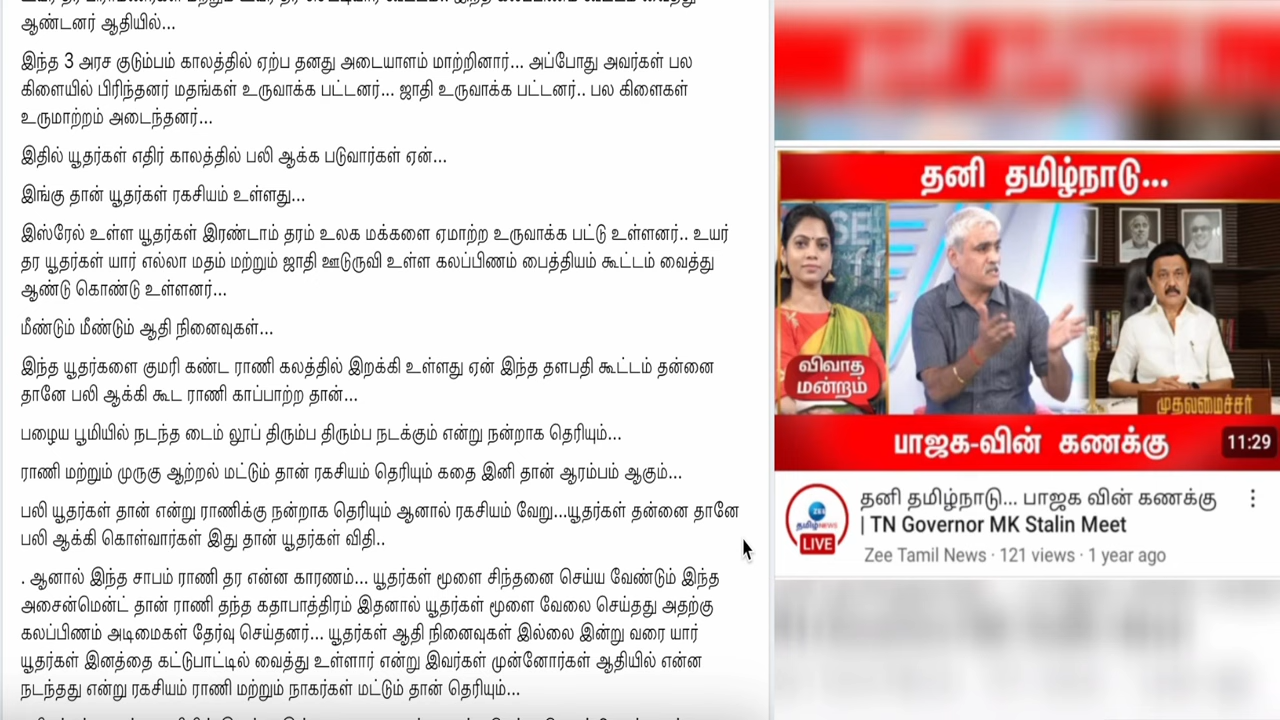 ஆண்டனர் ஆதியில்...
இந்த 3 அரச குடும்பம் காலத்தில் ஏற்ப தனது அடையாளம் மாற்றினார்... அப்போது அவர்கள் பல
கிளையில் பிரிந்தனர் மதங்கள் உருவாக்க பட்டனர்... ஜாதி உருவாக்க பட்டனர்.. பல கிளைகள்
உருமாற்றம் அடைந்தனர்...
இதில் யூதர்கள் எதிர் காலத்தில் பலி ஆக்க படுவார்கள் ஏன்...
இங்கு தான் யூதர்கள் ரகசியம் உள்ளது...
இஸ்ரேல் உள்ள யூதர்கள் இரண்டாம் தரம் உலக மக்களை ஏமாற்ற உருவாக்க பட்டு உள்ளனர்.. உயர்
தர யூதர்கள் யார் எல்லா மதம் மற்றும் ஜாதி ஊடுருவி உள்ள கலப்பிணம் பைத்தியம் கூட்டம் வைத்து
ஆண்டு கொண்டு உள்ளனர்...
மீண்டும் மீண்டும் ஆதி நினைவுகள்...
இந்த யூதர்களை குமரி கண்ட ராணி களத்தில் இறக்கி உள்ளது ஏன் இந்த தளபதி கூட்டம் தன்னை
தானே பலி ஆக்கி கூட ராணி காப்பாற்ற தான்...
பழைய பூமியில் நடந்த டைம் லூப் திரும்ப திரும்ப நடக்கும் என்று நன்றாக தெரியும்...
ராணி மற்றும் முருகு ஆற்றல் மட்டும் தான் ரகசியம் தெரியும் கதை இனி தான் ஆரம்பம் ஆகும்...
பலி யூதர்கள் தான் என்று ராணிக்கு நன்றாக தெரியும் ஆனால் ரகசியம் வேறு...யூதர்கள் தன்னை தானே
பலி ஆக்கி கொள்வார்கள் இது தான் யூதர்கள் விதி..
. ஆனால் இந்த சாபம் ராணி தர என்ன காரணம்... யூதர்கள் மூளை சிந்தனை செய்ய வேண்டும் இந்த
அசைன்மென்ட் தான் ராணி தந்த கதாபாத்திரம் இதனால் யூதர்கள் மூளை வேலை செய்தது அதற்கு
கலப்பிணம் அடிமைகள் தேர்வு செய்தனர்... யூதர்கள் ஆதி நினைவுகள் இல்லை இன்று வரை யார்
யூதர்கள் இனத்தை கட்டுபாட்டில் வைத்து உள்ளார் என்று இவர்கள் முன்னோர்கள் ஆதியில் என்ன
நடந்தது என்று ரகசியம் ராணி மற்றும் நாகர்கள் மட்டும் தான் தெரியும்...
தனி தமிழ்நாடு...
விவாத
மன்றம்
முதலமைச்சர்
பாஜக-வின் கணக்கு
11:29
தனி தமிழ்நாடு... பாஜக வின் கணக்கு
| TN Governor MK Stalin Meet
Zee Tamil News · 121 views · 1 year ago
ZEE
தமிழ் NEWS
LIVE